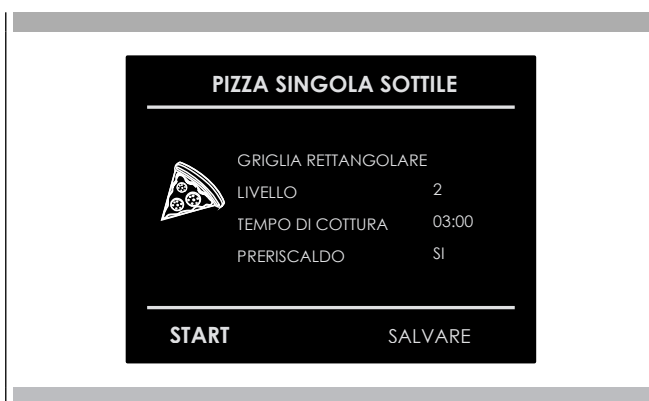 PIZZA SINGOLA SOTTILE
GRIGLIA RETTANGOLARE
LIVELLO 2
TEMPO DI COTTURA 03:00
PRERISCALDO SI
START SALVARE